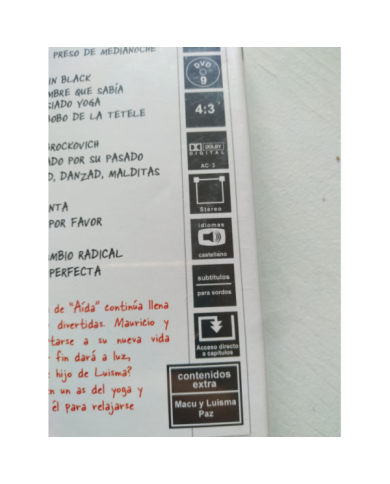 PRESO DE MEDIANOCHE
IN BLACK
MBRE QUE SABÍA
SIADO YOGA
BOBO DE LA TETELE
BROCKOVICH
ADO POR SU PASADO
D, DANZAD, MALDITAS
NTA
POR FAVOR
MBIO RADICAL
PERFECTA
de "Aída" continúa llena
divertidas. Mauricio y
tarse a su nueva vida
fin dará a luz,
hijo de Luisma?
n un as del yoga y
él para relajarse
DVD
9
4:3
DOLBY
DIGITAL
AC-3
Stereo
idiomas
castellano
subtítulos
para sordos
Acceso directo
a capítulos
contenidos
extra
Macu y Luisma
Paz